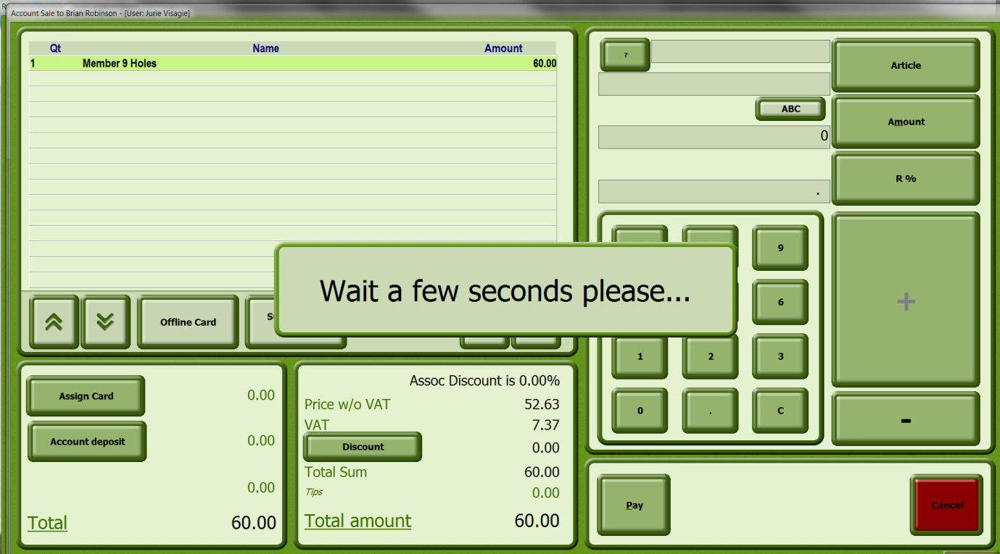 Account Sale to Brian Robinson - [User: Jurie Visagie]
Qt Name Amount
1 Member 9 Holes 60.00
Offline Card
Wait a few seconds please...
? Article
ABC
Amount
0
R %
.
9
6
+
1 2 3
0 . C
-
Assign Card 0.00
Account deposit 0.00
0.00
Total 60.00
Assoc Discount is 0.00%
Price w/o VAT 52.63
VAT 7.37
Discount 0.00
Total Sum 60.00
Tips 0.00
Total amount 60.00
Pay
Cancel